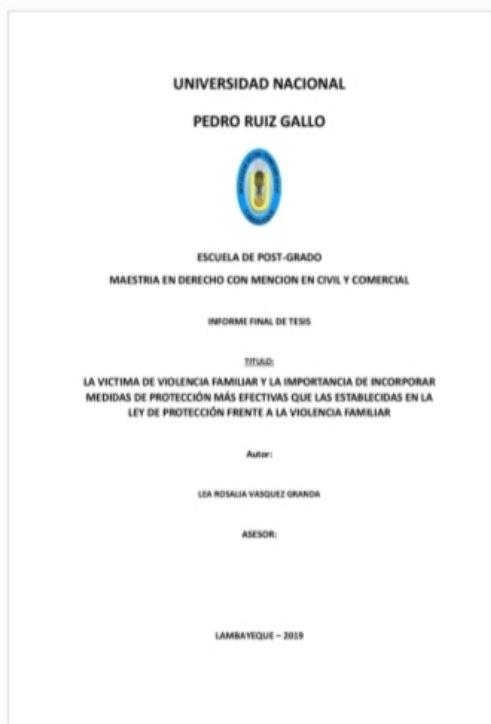 UNIVERSIDAD NACIONAL
PEDRO RUIZ GALLO
ESCUELA DE POST-GRADO
MAESTRIA EN DERECHO CON MENCION EN CIVIL Y COMERCIAL
INFORME FINAL DE TESIS
TITULO:
LA VICTIMA DE VIOLENCIA FAMILIAR Y LA IMPORTANCIA DE INCORPORAR
MEDIDAS DE PROTECCIÓN MÁS EFECTIVAS QUE LAS ESTABLECIDAS EN LA
LEY DE PROTECCIÓN FRENTE A LA VIOLENCIA FAMILIAR
Autor:
LEA ROSALIA VASQUEZ GRANDA
ASESOR:
LAMBAYEQUE – 2019